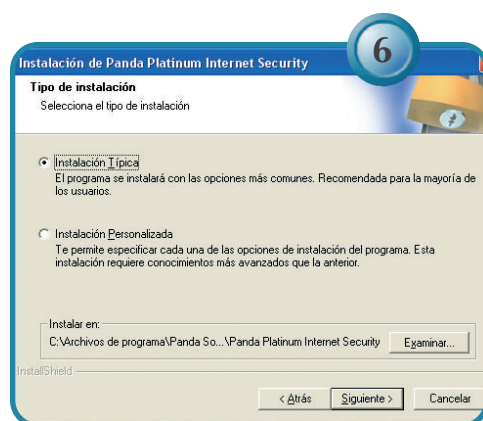 6
Instalación de Panda Platinum Internet Security
Tipo de instalación
Selecciona el tipo de instalación
Instalación Típica
El programa se instalará con las opciones más comunes. Recomendada para la mayoría de
los usuarios.
Instalación Personalizada
Te permite especificar cada una de las opciones de instalación del programa. Esta
instalación requiere conocimientos más avanzados que la anterior.
Instalar en:
C:\Archivos de programa\Panda So...\Panda Platinum Internet Security
Examinar...
InstallShield
< Atrás
Siguiente >
Cancelar